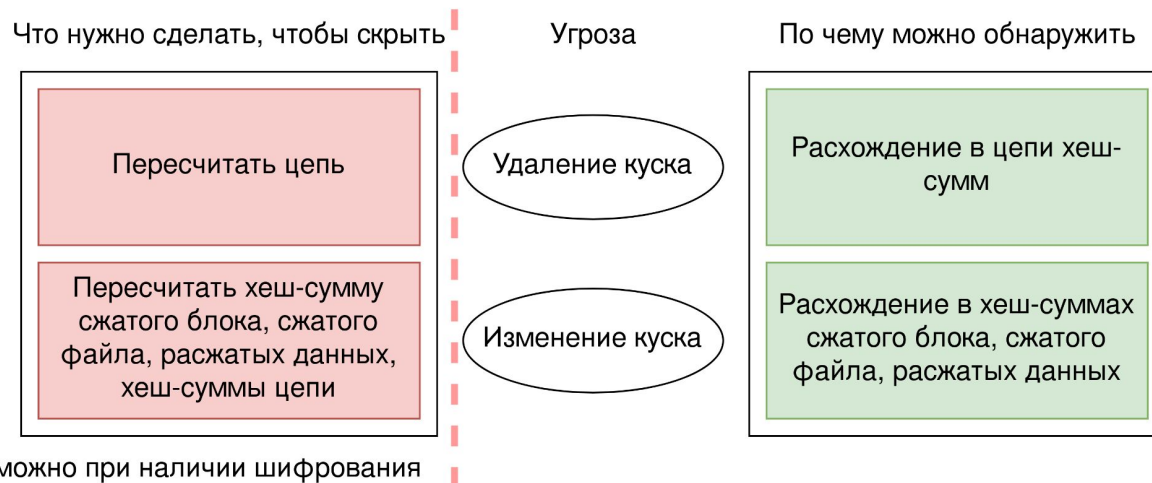 Что нужно сделать, чтобы скрыть
Угроза
По чему можно обнаружить
Пересчитать цепь
Удаление куска
Расхождение в цепи хеш-
сумм
Пересчитать хеш-сумму
сжатого блока, сжатого
файла, расжатых данных,
хеш-суммы цепи
Изменение куска
Расхождение в хеш-суммах
сжатого блока, сжатого
файла, расжатых данных
можно при наличии шифрования